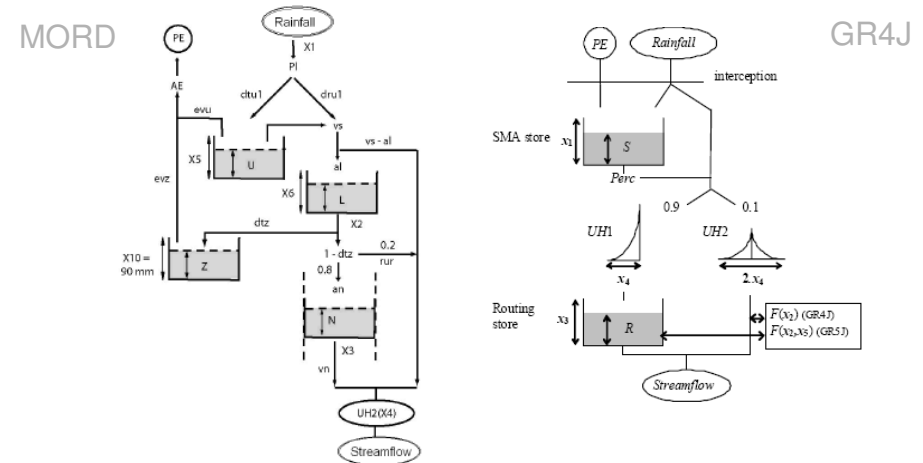 MORD
Rainfall
PE
X1
Pl
AE
dtu1
dru1
evu
vs
vs - al
X5
U
al
X6
L
evz
X2
dtz
X10 =
90 mm
Z
1 - dtz
0.2
rur
0.8
an
N
X3
vn
UH2(X4)
Streamflow
GR4J
PE
Rainfall
interception
SMA store
x1
S
Perc
0.9
0.1
UH1
UH2
x4
2.x4
Routing
store
x3
R
F(x2) (GR4J)
F(x2,x5) (GR5J)
Streamflow